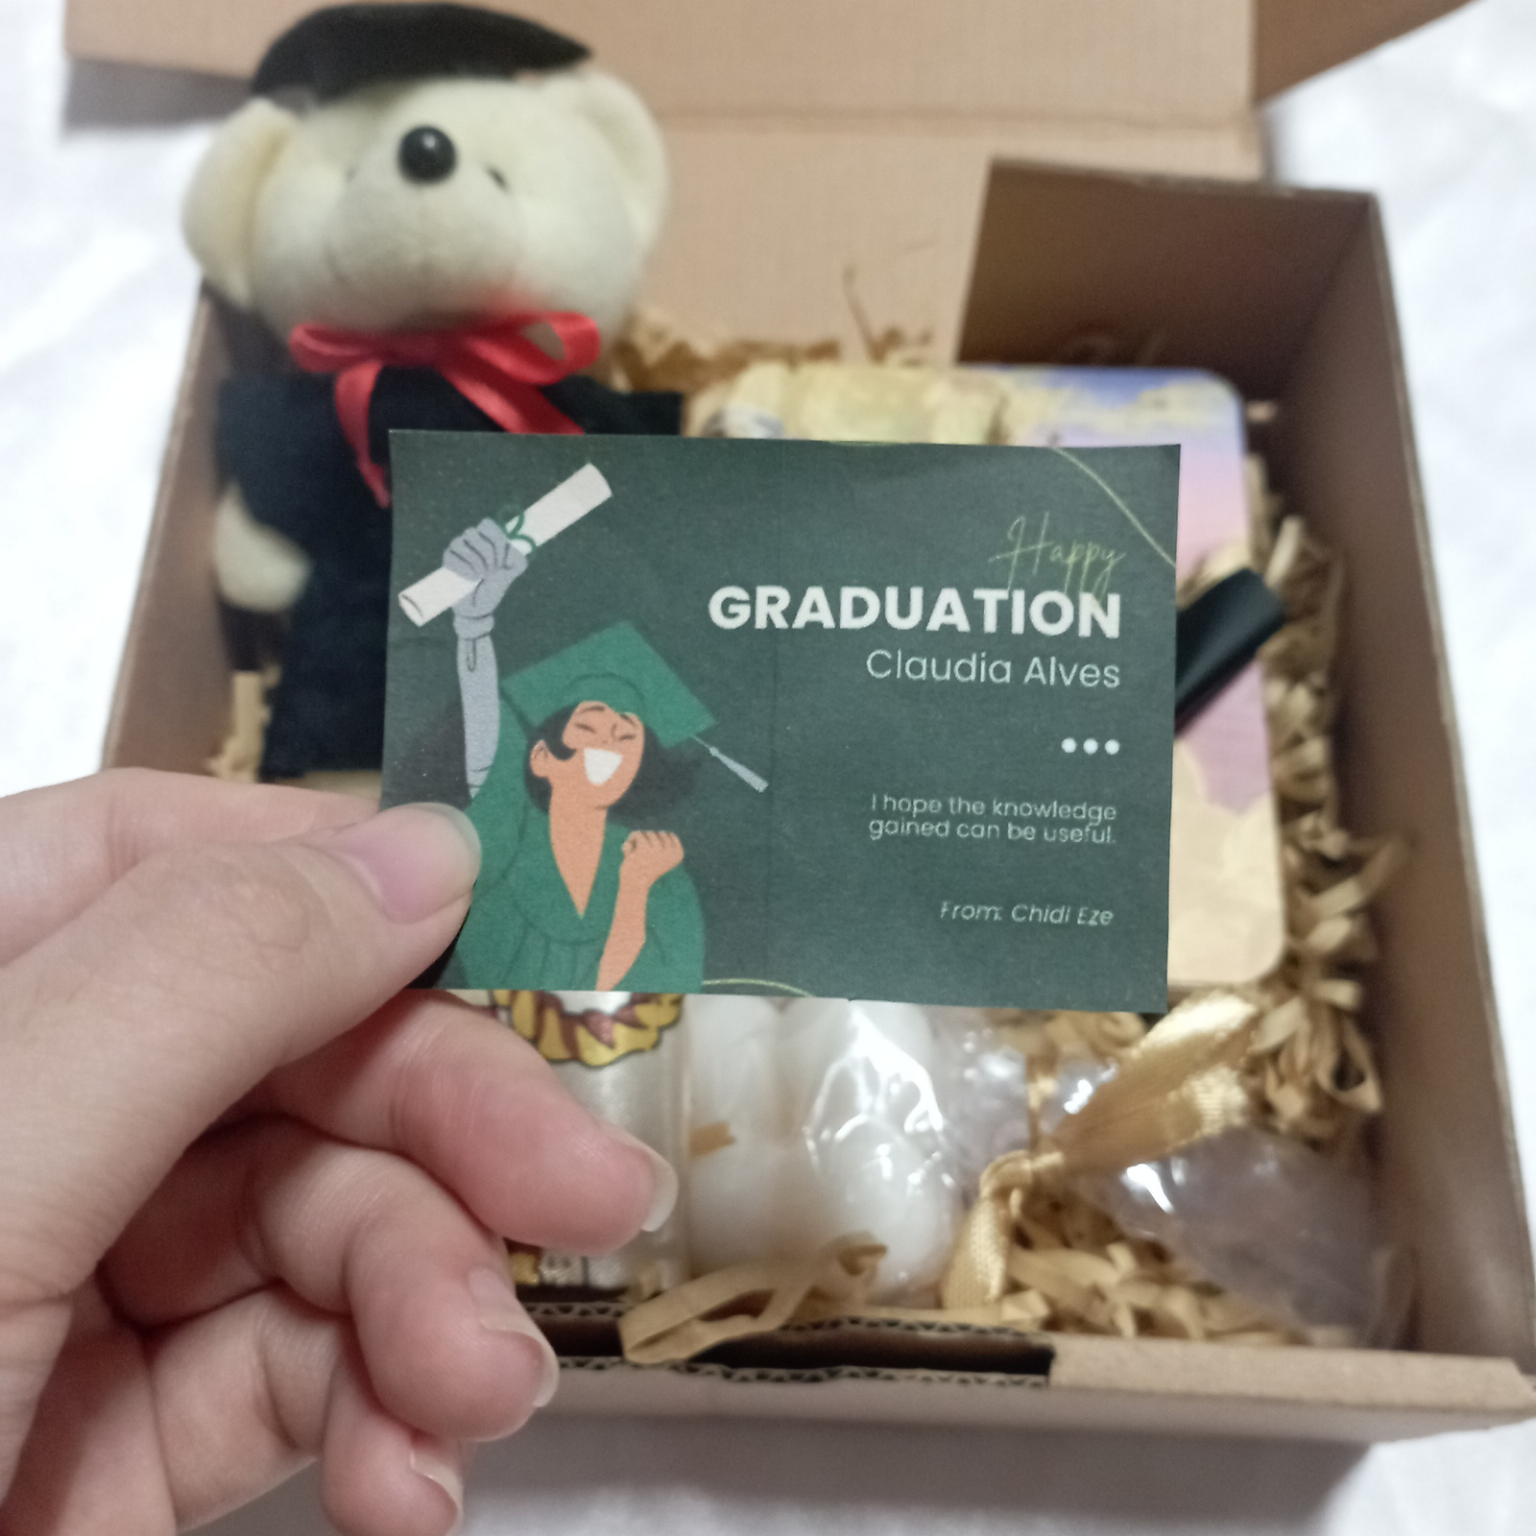 Happy
GRADUATION
Claudia Alves
I hope the knowledge
gained can be useful.
From: Chidi Eze